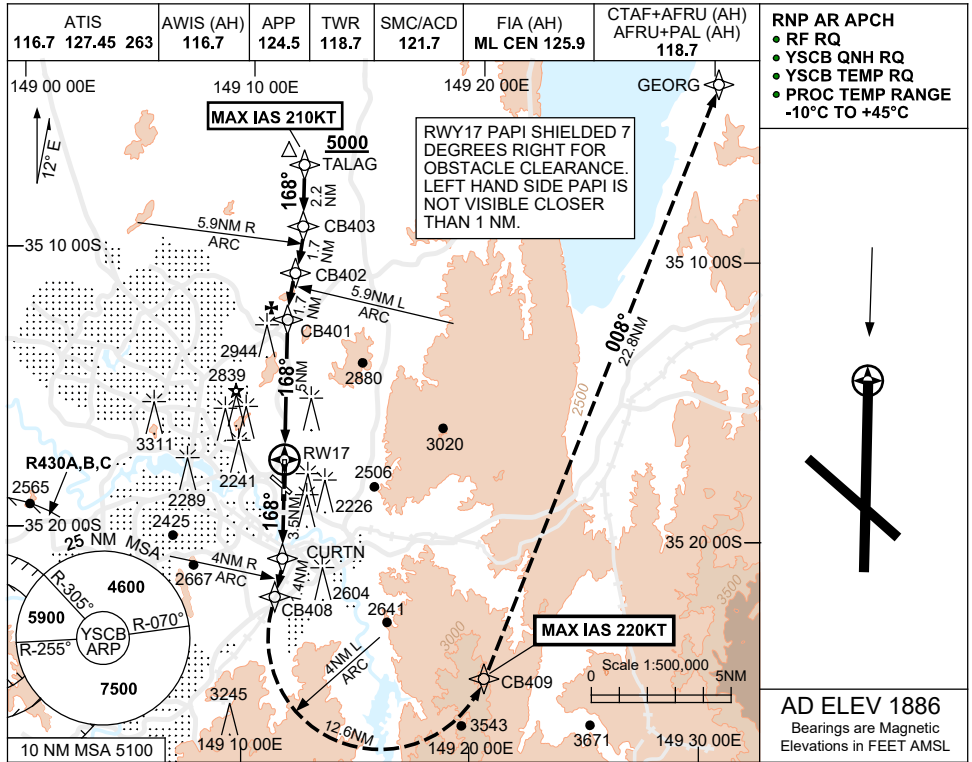 ATIS
116.7 127.45 263
AWIS (AH)
116.7
APP
124.5
TWR
118.7
SMC/ACD
121.7
FIA (AH)
ML CEN 125.9
CTAF+AFRU (AH)
AFRU+PAL (AH)
118.7
RNP AR APCH
• RF RQ
• YSCB QNH RQ
• YSCB TEMP RQ
• PROC TEMP RANGE
-10°C TO +45°C
149 00 00E
149 10 00E
149 20 00E
GEORG
12° E
MAX IAS 210KT
5000
TALAG
RWY17 PAPI SHIELDED 7
DEGREES RIGHT FOR
OBSTACLE CLEARANCE.
LEFT HAND SIDE PAPI IS
NOT VISIBLE CLOSER
THAN 1 NM.
168°
2.2
NM
CB403
5.9NM R
ARC
1.7
NM
35 10 00S
35 10 00S
CB402
5.9NM L
ARC
1.7
NM
CB401
2944
2839
2880
168°
5NM
008°
22.8NM
2500
3311
3020
R430A,B,C
2565
2289
2241
RW17
2506
2226
35 20 00S
2425
168°
3.5NM
35 20 00S
25 NM MSA
4NM R
ARC
2667
CURTN
1.4NM
CB408
2604
2641
3500
4600
R-305°
5900
R-070°
YSCB
ARP
R-255°
7500
3000
MAX IAS 220KT
4NM L
ARC
Scale 1:500,000
0
5NM
CB409
3245
12.6NM
3543
3671
149 10 00E
149 20 00E
149 30 00E
10 NM MSA 5100
AD ELEV 1886
Bearings are Magnetic
Elevations in FEET AMSL